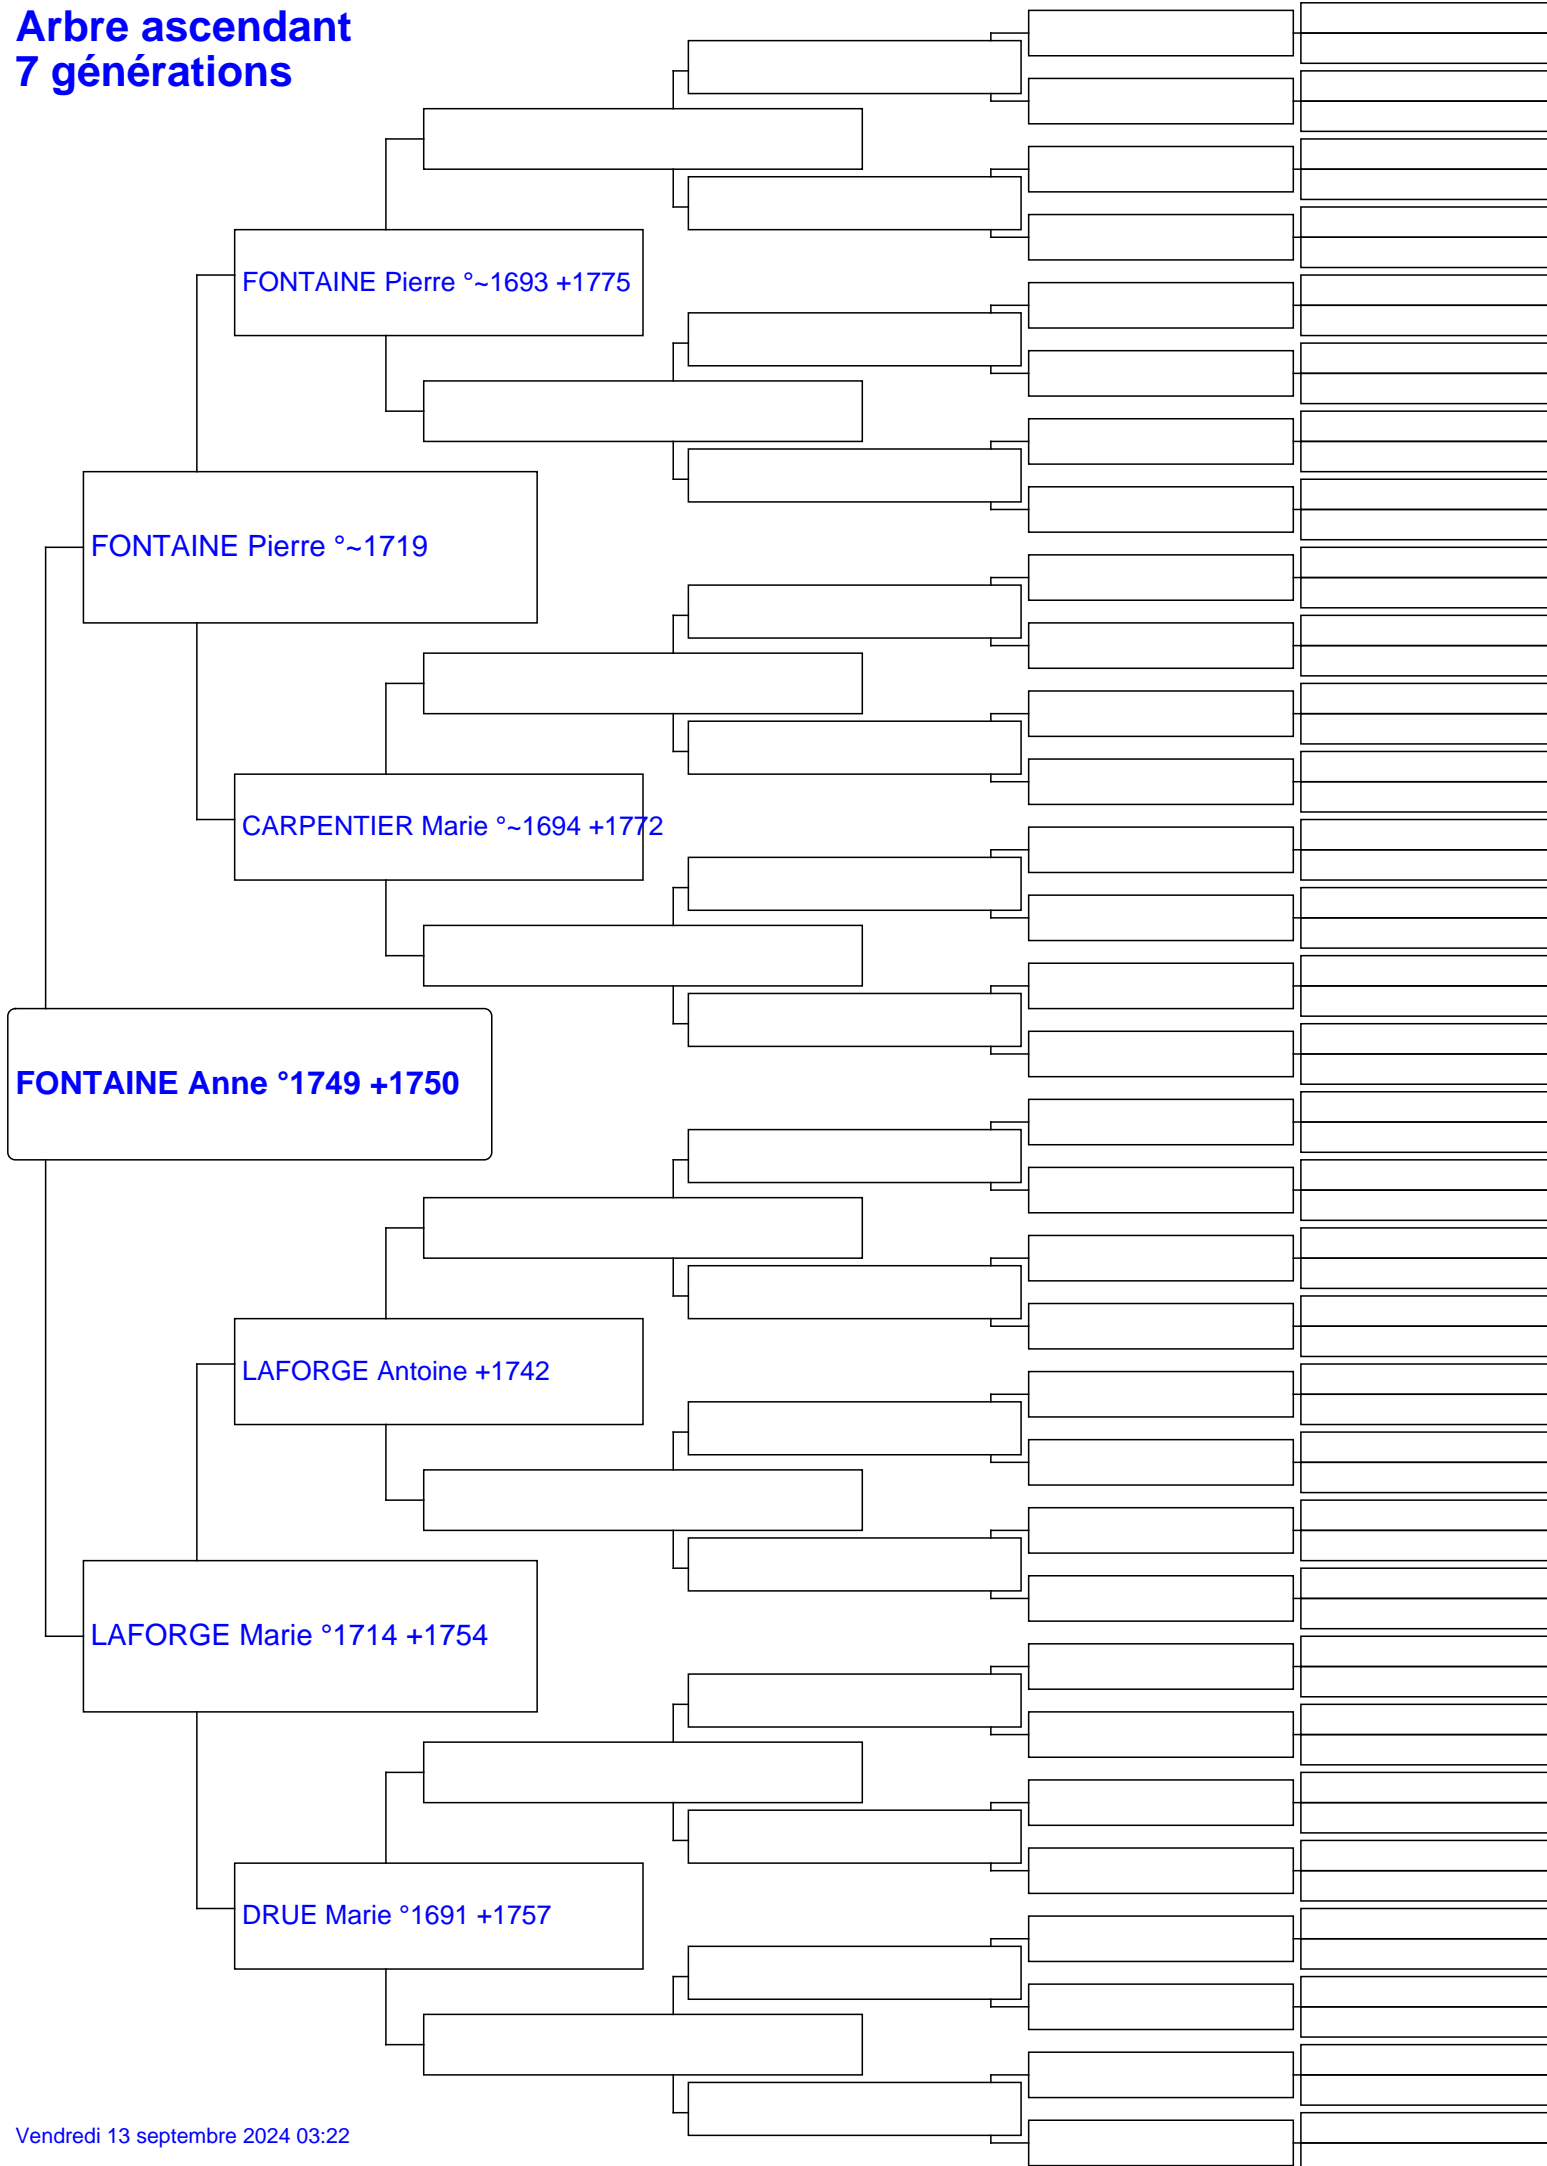 Arbre ascendant
7 générations
FONTAINE Pierre °~1693 +1775
FONTAINE Pierre °~1719
CARPENTIER Marie °~1694 +1772
FONTAINE Anne °1749 +1750
LAFORGE Antoine +1742
LAFORGE Marie °1714 +1754
DRUE Marie °1691 +1757
Vendredi 13 septembre 2024 03:22